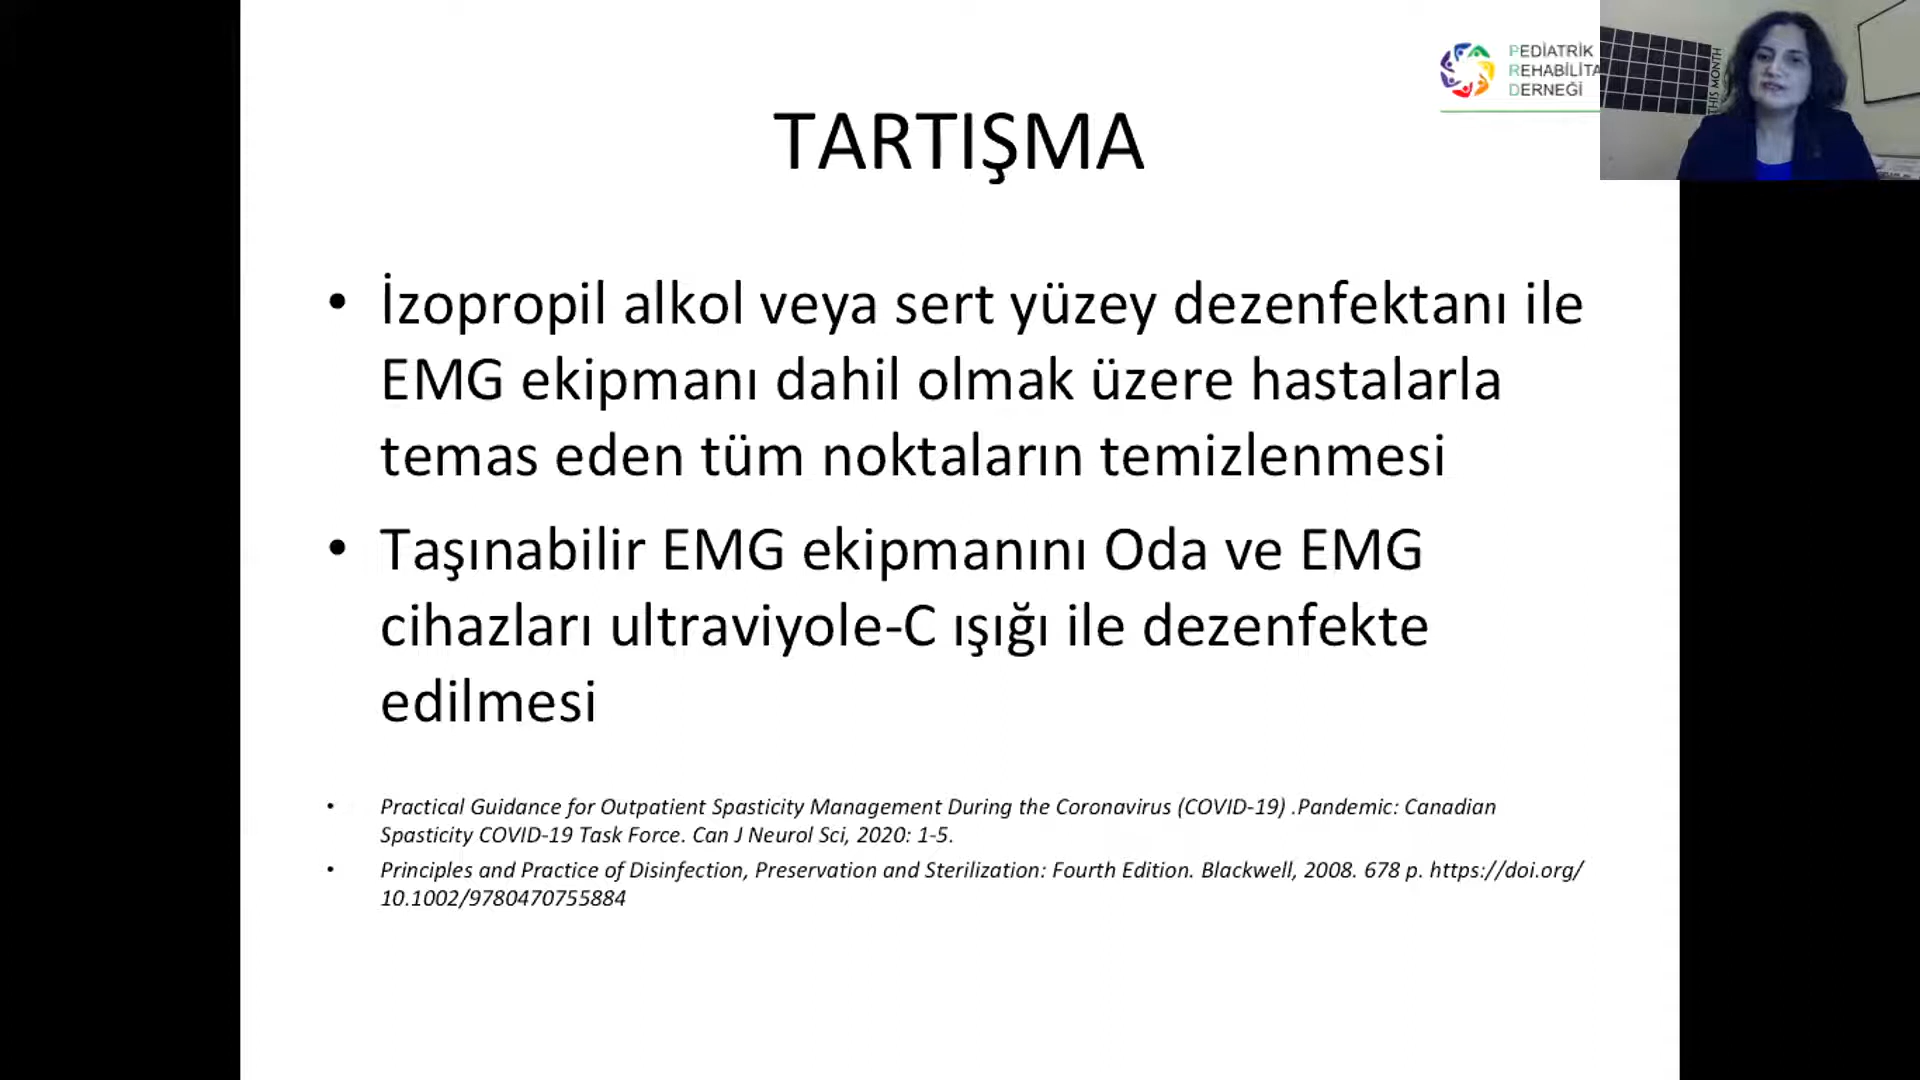 PEDİATRİK
REHABİLİTA
DERNEĞİ
THIS MONTH
TARTIŞMA
• İzopropil alkol veya sert yüzey dezenfektanı ile
EMG ekipmanı dahil olmak üzere hastalarla
temas eden tüm noktaların temizlenmesi
• Taşınabilir EMG ekipmanını Oda ve EMG
cihazları ultraviyole-C ışığı ile dezenfekte
edilmesi
• Practical Guidance for Outpatient Spasticity Management During the Coronavirus (COVID-19) .Pandemic: Canadian
Spasticity COVID-19 Task Force. Can J Neurol Sci, 2020: 1-5.
• Principles and Practice of Disinfection, Preservation and Sterilization: Fourth Edition. Blackwell, 2008. 678 p. https://doi.org/
10.1002/9780470755884